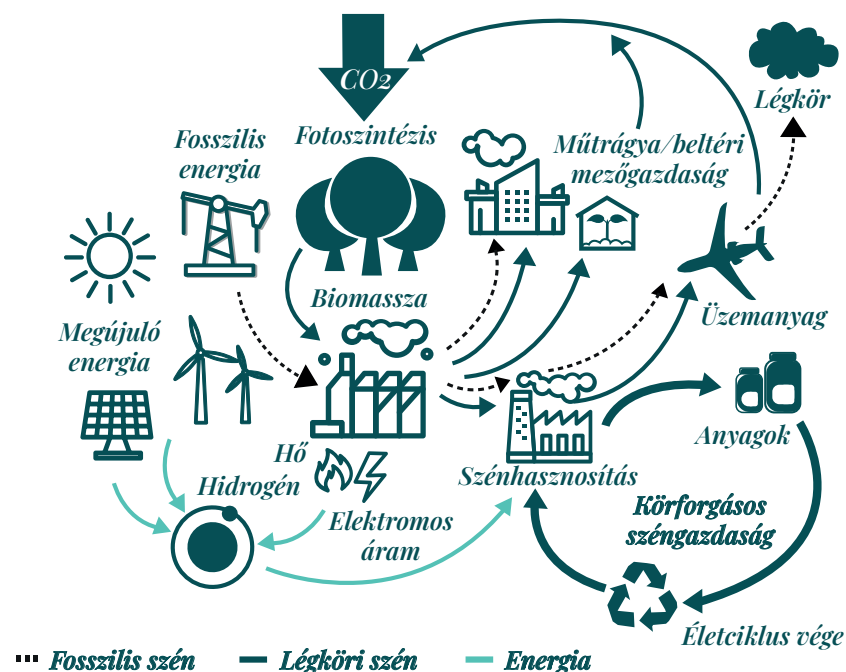 CO2
Légkör
Fosszilis
energia
Fotoszintézis
Műtrágya/beltéri
mezőgazdaság
Biomassza
Megújuló
energia
Üzemanyag
Anyagok
Hő
Szénhasznosítás
Hidrogén
Elektromos
áram
Körforgásos
széngazdaság
Életciklus vége
Fosszilis szén
Légköri szén
Energia